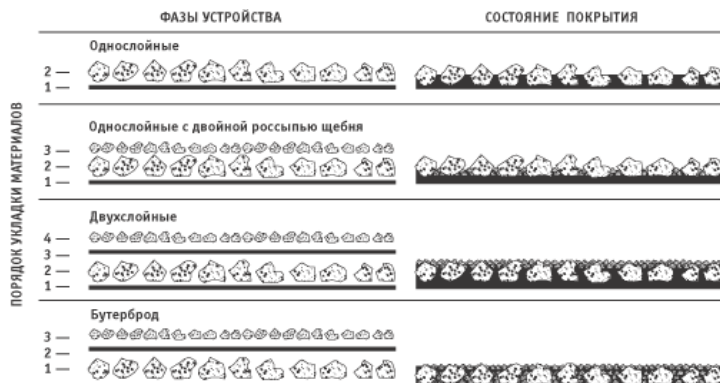 ФАЗЫ УСТРОЙСТВА СОСТОЯНИЕ ПОКРЫТИЯ
ПОРЯДОК УКЛАДКИ МАТЕРИАЛОВ
Однослойные
2 —
1 —
Однослойные с двойной россыпью щебня
3 —
2 —
1 —
Двухслойные
4 —
3 —
2 —
1 —
Бутерброд
3 —
2 —
1 —